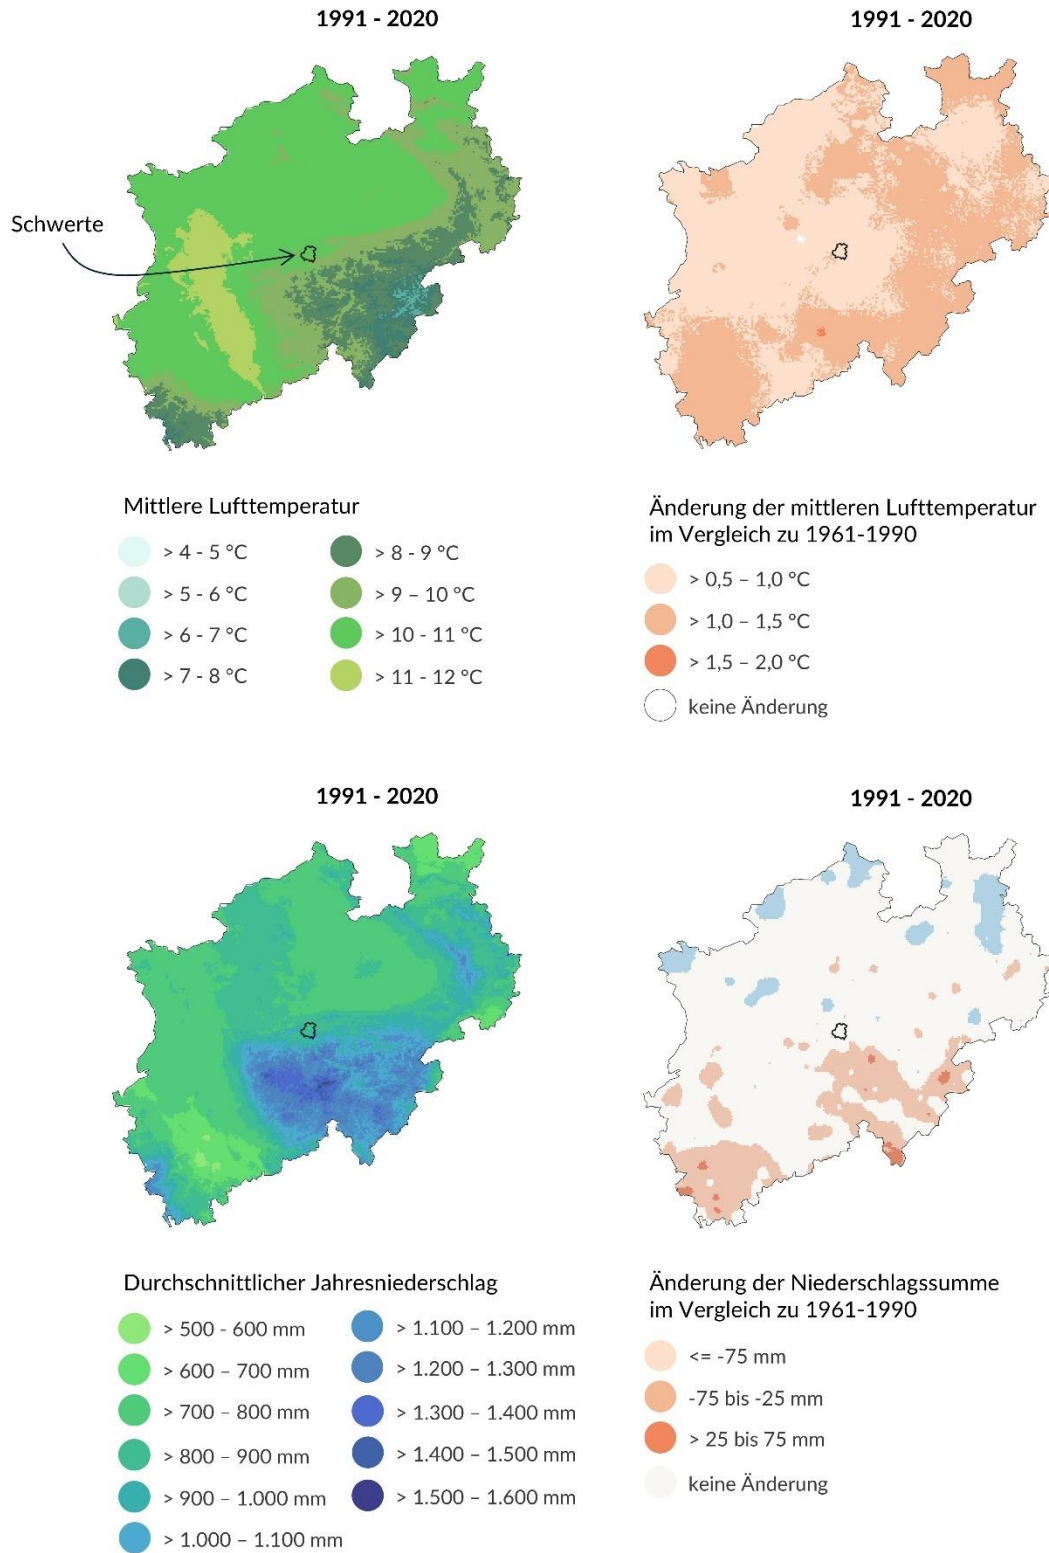 1991 - 2020
1991 - 2020
Schwerte
Mittlere Lufttemperatur
> 4 - 5 °C
> 5 - 6 °C
> 6 - 7 °C
> 7 - 8 °C
> 8 - 9 °C
> 9 – 10 °C
> 10 - 11 °C
> 11 - 12 °C
Änderung der mittleren Lufttemperatur
im Vergleich zu 1961-1990
> 0,5 – 1,0 °C
> 1,0 – 1,5 °C
> 1,5 – 2,0 °C
keine Änderung
1991 - 2020
1991 - 2020
Durchschnittlicher Jahresniederschlag
> 500 - 600 mm
> 600 – 700 mm
> 700 – 800 mm
> 800 – 900 mm
> 900 – 1.000 mm
> 1.000 – 1.100 mm
> 1.100 – 1.200 mm
> 1.200 – 1.300 mm
> 1.300 – 1.400 mm
> 1.400 – 1.500 mm
> 1.500 – 1.600 mm
Änderung der Niederschlagssumme
im Vergleich zu 1961-1990
<= -75 mm
-75 bis -25 mm
> 25 bis 75 mm
keine Änderung